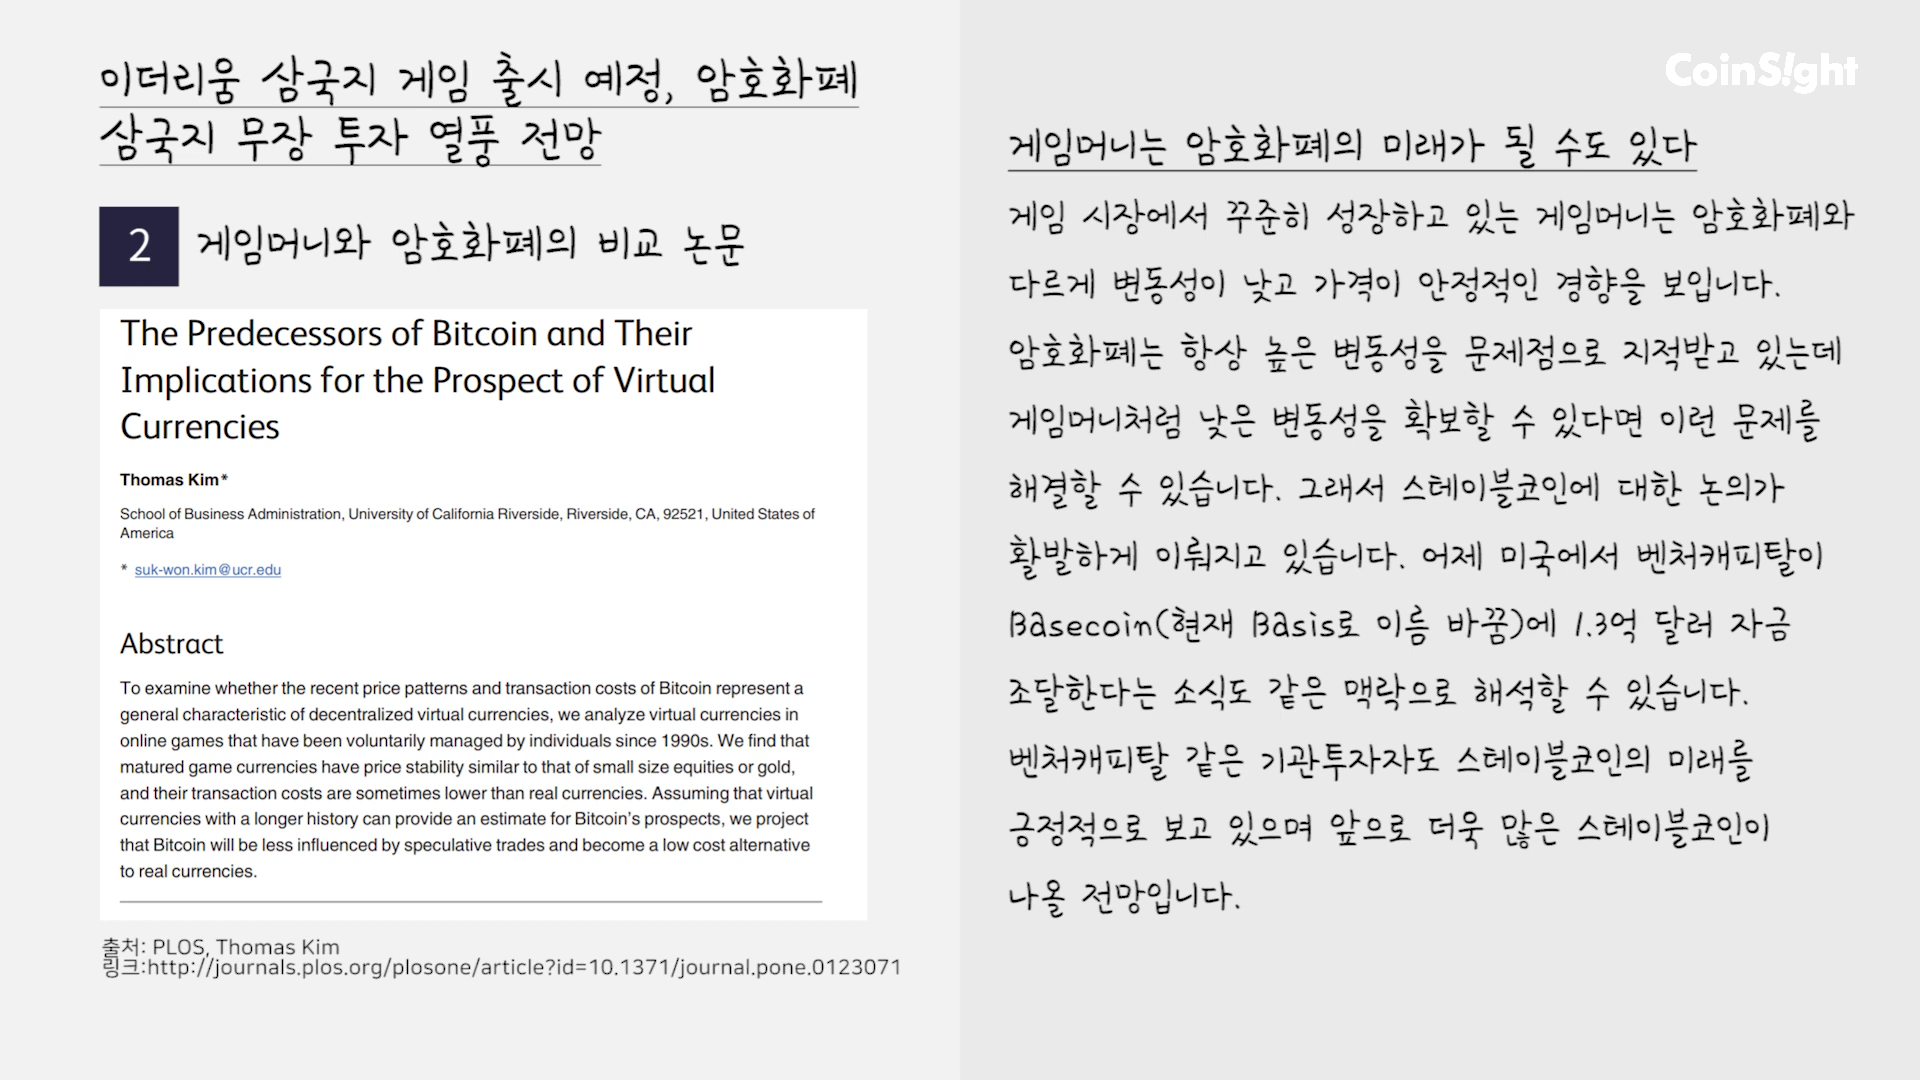 이더리움 삼국지 게임 출시 예정, 암호화폐
삼국지 무장 투자 열풍 전망
2 게임머니와 암호화폐의 비교 논문
The Predecessors of Bitcoin and Their
Implications for the Prospect of Virtual
Currencies
Thomas Kim*
School of Business Administration, University of California Riverside, Riverside, CA, 92521, United States of
America
* suk-won.kim@ucr.edu
Abstract
To examine whether the recent price patterns and transaction costs of Bitcoin represent a
general characteristic of decentralized virtual currencies, we analyze virtual currencies in
online games that have been voluntarily managed by individuals since 1990s. We find that
matured game currencies have price stability similar to that of small size equities or gold,
and their transaction costs are sometimes lower than real currencies. Assuming that virtual
currencies with a longer history can provide an estimate for Bitcoin's prospects, we project
that Bitcoin will be less influenced by speculative trades and become a low cost alternative
to real currencies.
출처: PLOS, Thomas Kim
링크:http://journals.plos.org/plosone/article?id=10.1371/journal.pone.0123071
CoinS!ght
게임머니는 암호화폐의 미래가 될 수도 있다
게임 시장에서 꾸준히 성장하고 있는 게임머니는 암호화폐와
다르게 변동성이 낮고 가격이 안정적인 경향을 보입니다.
암호화폐는 항상 높은 변동성을 문제점으로 지적받고 있는데
게임머니처럼 낮은 변동성을 확보할 수 있다면 이런 문제를
해결할 수 있습니다. 그래서 스테이블코인에 대한 논의가
활발하게 이뤄지고 있습니다. 어제 미국에서 벤처캐피탈이
Basecoin(현재 Basis로 이름 바꿈)에 1.3억 달러 자금
조달한다는 소식도 같은 맥락으로 해석할 수 있습니다.
벤처캐피탈 같은 기관투자자도 스테이블코인의 미래를
긍정적으로 보고 있으며 앞으로 더욱 많은 스테이블코인이
나올 전망입니다.